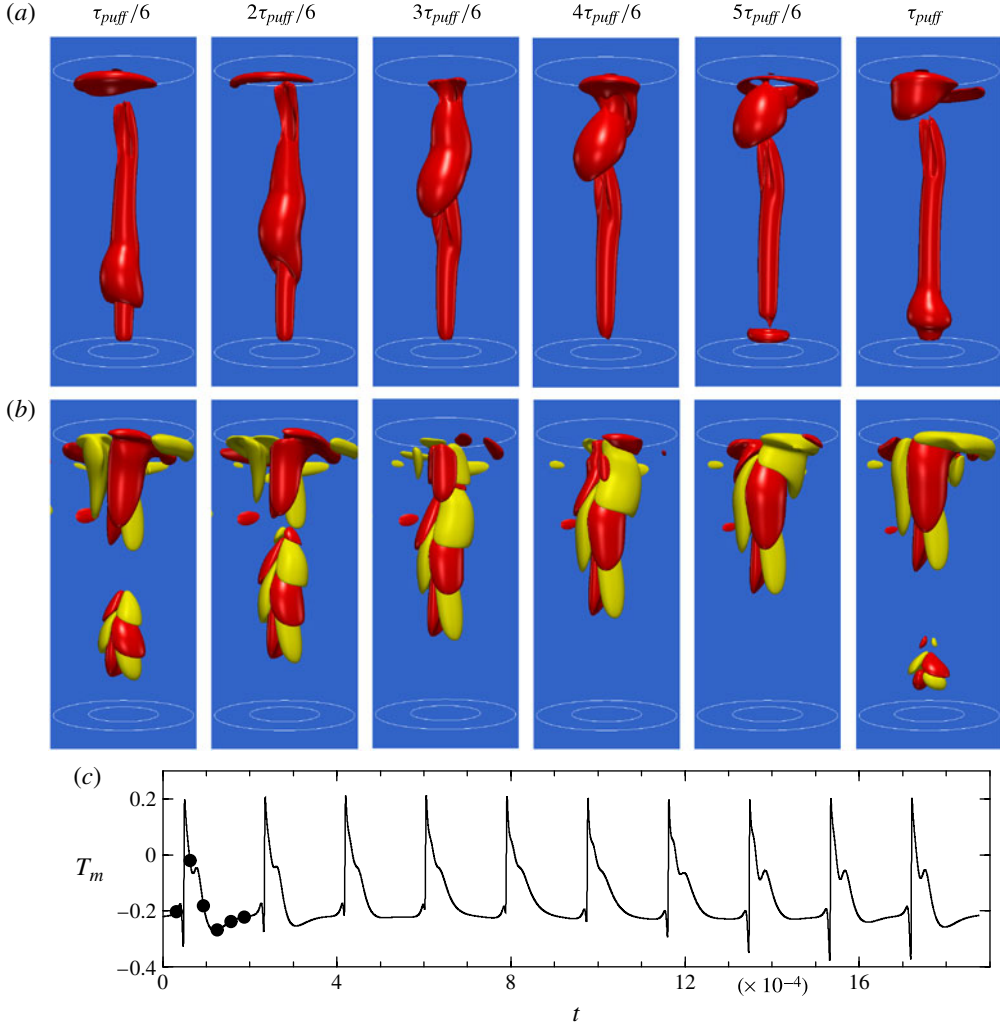 (a) τpuff/6 2τpuff/6 3τpuff/6 4τpuff/6 5τpuff/6 τpuff
(b)
(c)
0.2
0
−0.2
−0.4
Tm
0 4 8 12 16
(× 10−4)
t